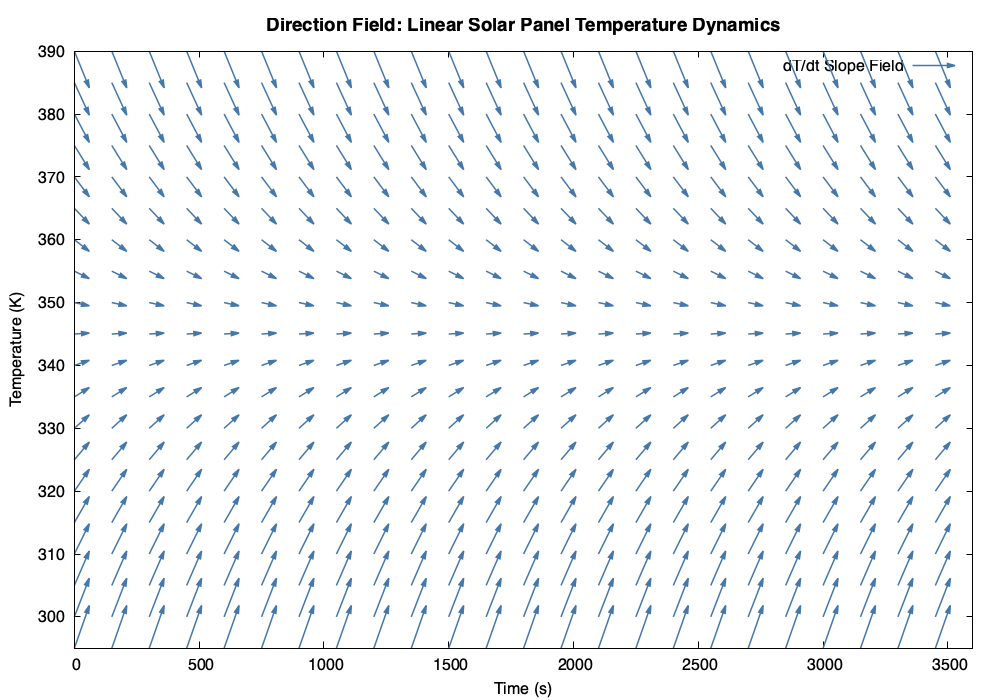 Direction Field: Linear Solar Panel Temperature Dynamics
dT/dt Slope Field
390
380
370
360
350
340
330
320
310
300
Temperature (K)
0 500 1000 1500 2000 2500 3000 3500
Time (s)